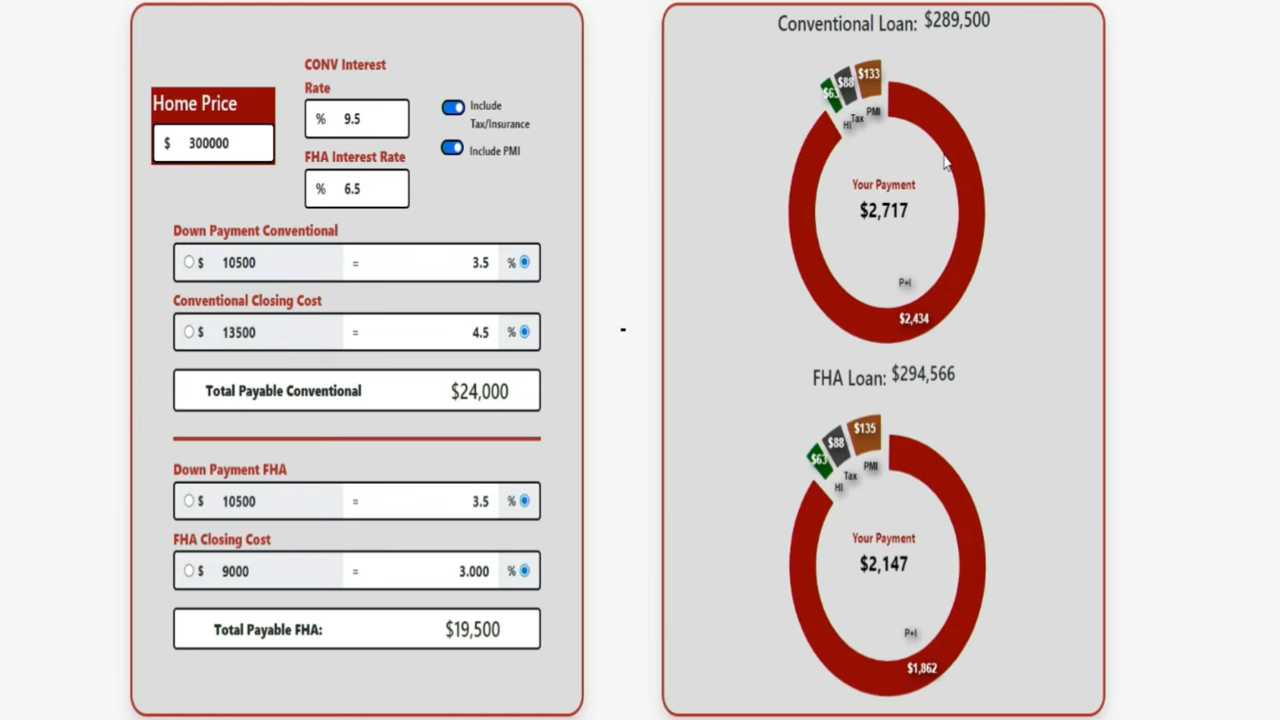 CONV Interest
Rate
Home Price
$ 300000
% 9.5
Include
Tax/Insurance
Include PMI
FHA Interest Rate
% 6.5
Down Payment Conventional
$ 10500 = 3.5 %
Conventional Closing Cost
$ 13500 = 4.5 %
Total Payable Conventional $24,000
Down Payment FHA
$ 10500 = 3.5 %
FHA Closing Cost
$ 9000 = 3.000 %
Total Payable FHA: $19,500
-
Conventional Loan: $289,500
$63 $88 $133
HI Tax PMI
Your Payment
$2,717
P+I
$2,434
FHA Loan: $294,566
$63 $88 $135
HI Tax PMI
Your Payment
$2,147
P+I
$1,862